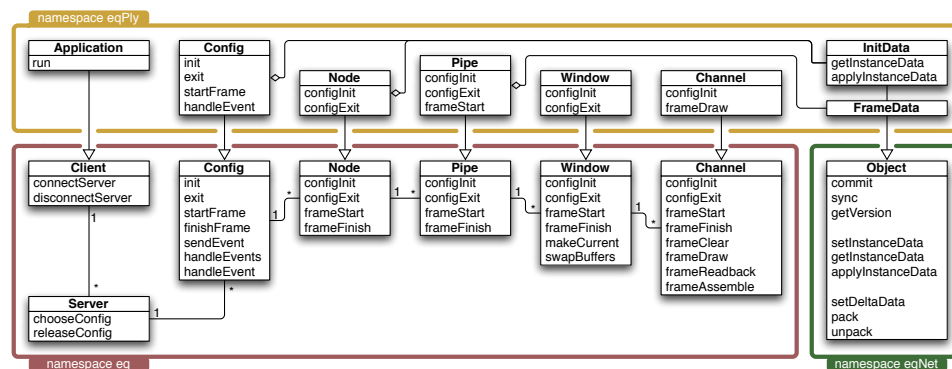 namespace eqPly
Application
run
Config
init
exit
startFrame
handleEvent
Node
configInit
configExit
Pipe
configInit
configExit
frameStart
Window
configInit
configExit
Channel
configInit
frameDraw
InitData
getInstanceData
applyInstanceData
FrameData
Client
connectServer
disconnectServer
1
*
Server
chooseConfig
releaseConfig
1
*
Config
init
exit
startFrame
finishFrame
sendEvent
handleEvents
handleEvent
1
*
Node
configInit
configExit
frameStart
frameFinish
1
*
Pipe
configInit
configExit
frameStart
frameFinish
1
*
Window
configInit
configExit
frameStart
frameFinish
makeCurrent
swapBuffers
1
*
Channel
configInit
configExit
frameStart
frameFinish
frameClear
frameDraw
frameReadback
frameAssemble
Object
commit
sync
getVersion
setInstanceData
getInstanceData
applyInstanceData
setDeltaData
pack
unpack
namespace eq
namespace eqNet